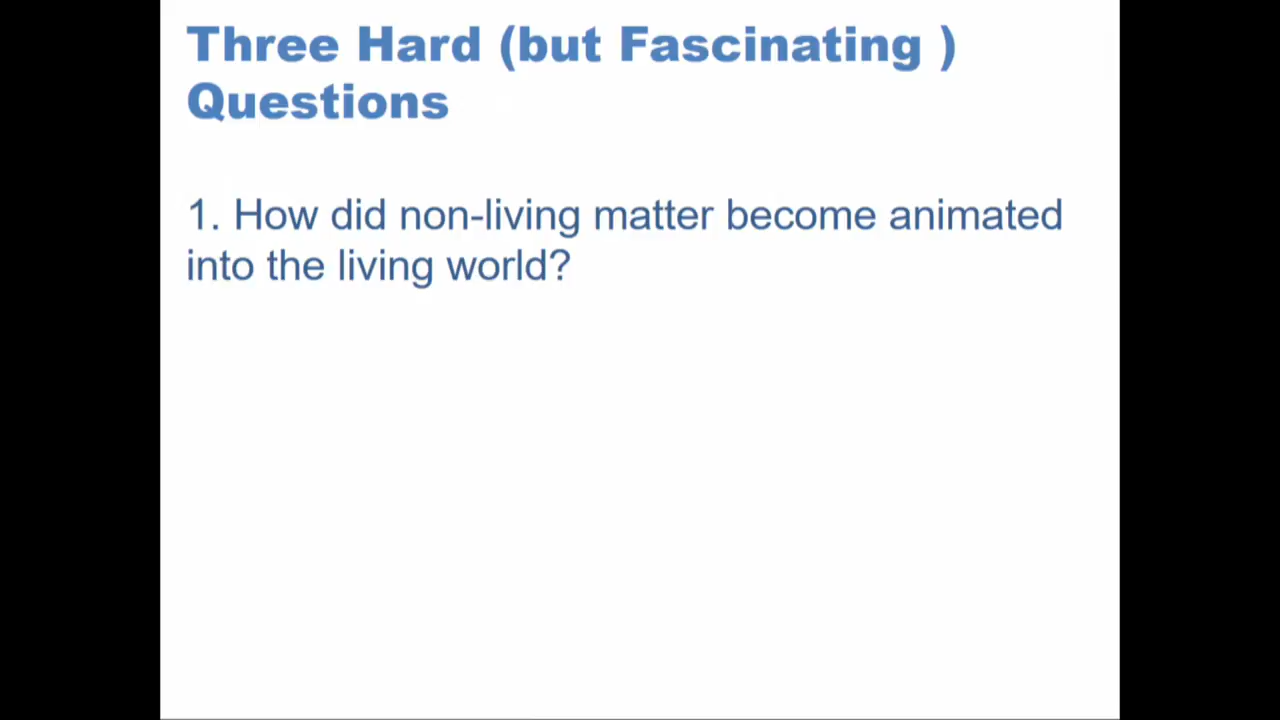 Three Hard (but Fascinating )
Questions
1. How did non-living matter become animated
into the living world?